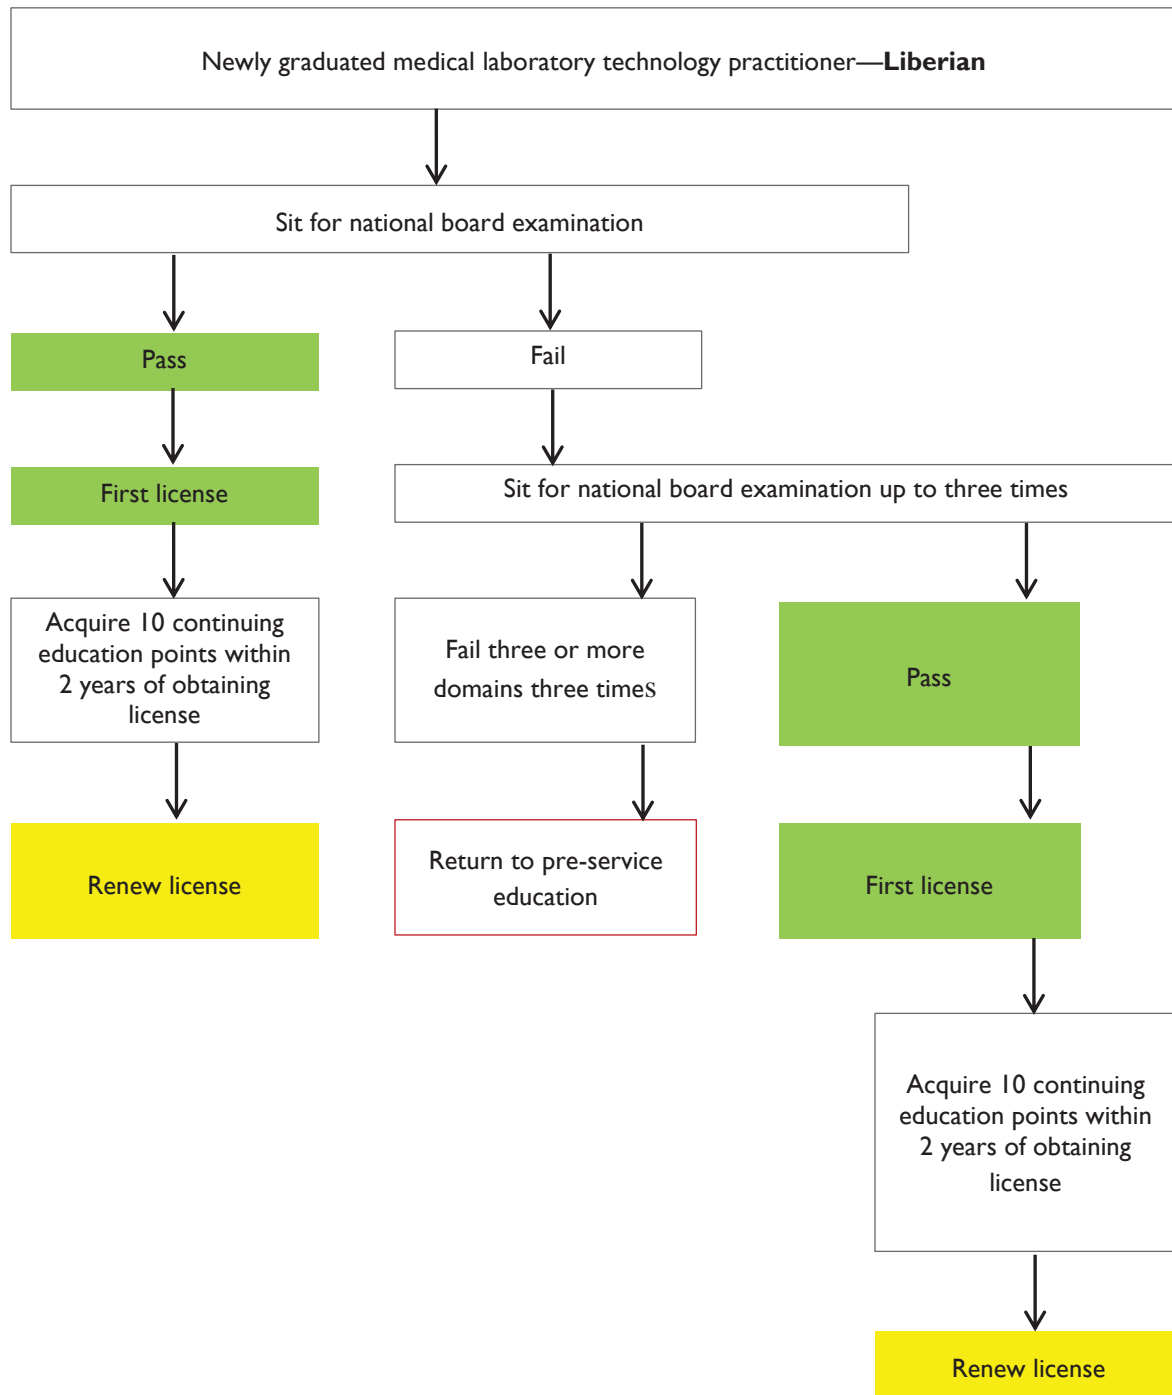 Newly graduated medical laboratory technology practitioner—Liberian
Sit for national board examination
Pass
Fail
First license
Sit for national board examination up to three times
Acquire 10 continuing
education points within
2 years of obtaining
license
Fail three or more
domains three times
Pass
Renew license
Return to pre-service
education
First license
Acquire 10 continuing
education points within
2 years of obtaining
license
Renew license